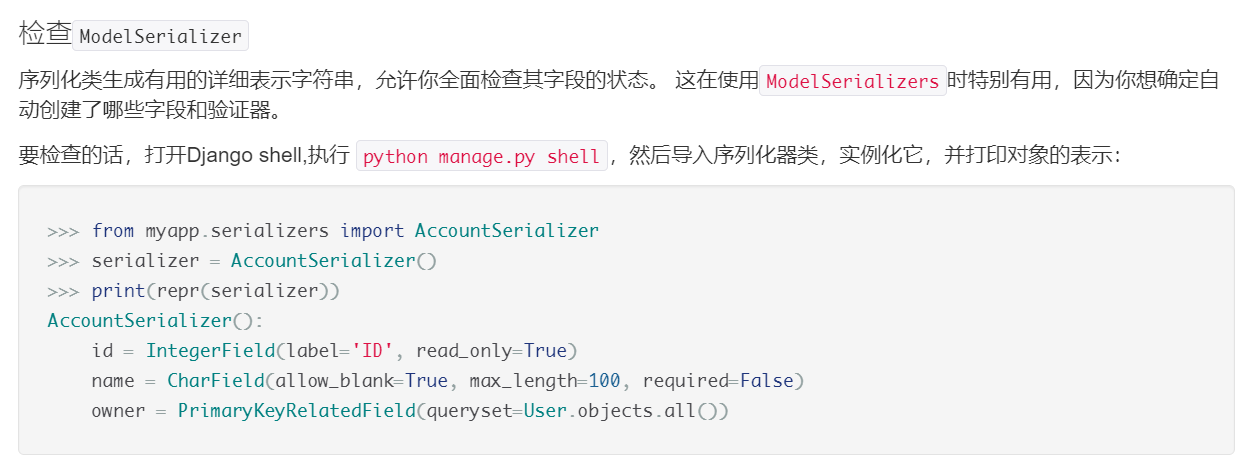 检查ModelSerializer
序列化类生成有用的详细表示字符串，允许你全面检查其字段的状态。 这在使用ModelSerializers时特别有用，因为你想确定自
动创建了哪些字段和验证器。
要检查的话，打开Django shell,执行 python manage.py shell，然后导入序列化器类，实例化它，并打印对象的表示：
>>> from myapp.serializers import AccountSerializer
>>> serializer = AccountSerializer()
>>> print(repr(serializer))
AccountSerializer():
    id = IntegerField(label='ID', read_only=True)
    name = CharField(allow_blank=True, max_length=100, required=False)
    owner = PrimaryKeyRelatedField(queryset=User.objects.all())